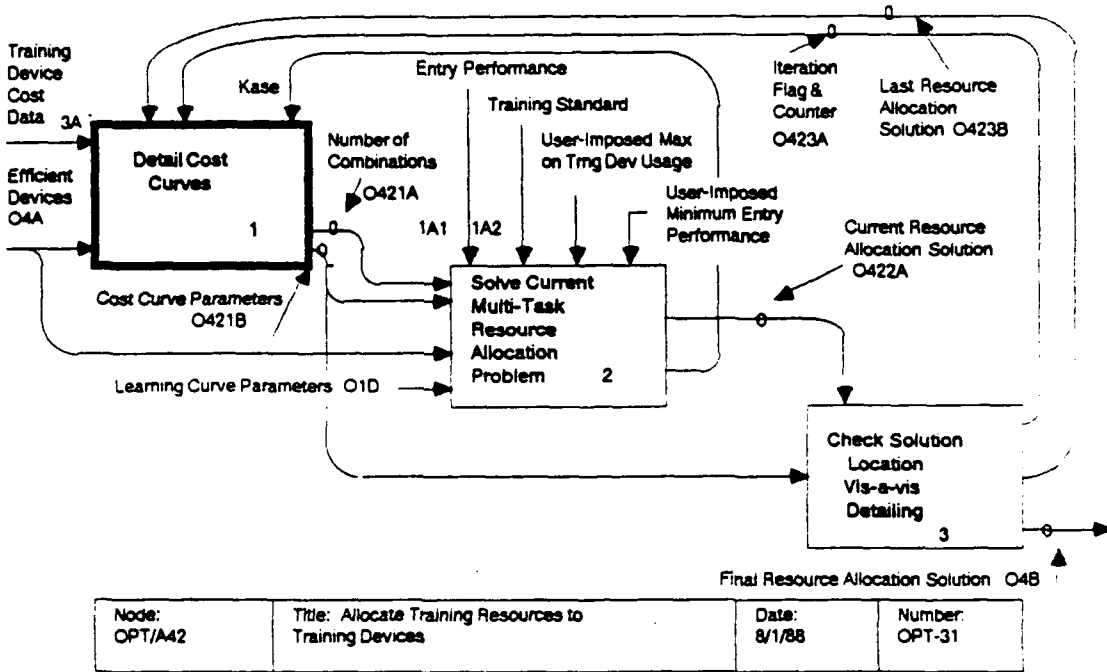 Training
Device
Cost
Data 3A
Efficient
Devices
O4A
Kase
Detail Cost
Curves
1
Cost Curve Parameters
O421B
Number of
Combinations
O421A
Entry Performance
Training Standard
User-Imposed Max
on Trng Dev Usage
User-Imposed
Minimum Entry
Performance
1A1 1A2
Iteration
Flag &
Counter
O423A
Last Resource
Allocation
Solution O423B
Current Resource
Allocation Solution
O422A
Solve Current
Multi-Task
Resource
Allocation
Problem 2
Learning Curve Parameters O1D
Check Solution
Location
Vis-a-vis
Detailing
3
Final Resource Allocation Solution O4B
Node:
OPT/A42
Title: Allocate Training Resources to
Training Devices
Date:
8/1/88
Number:
OPT-31